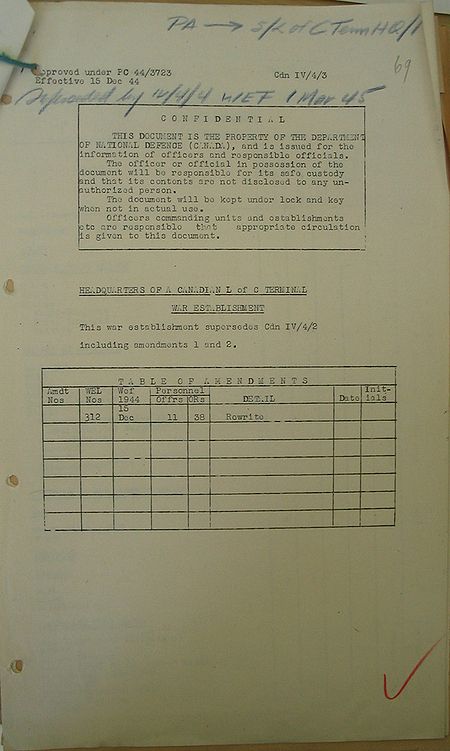 PA → S/L of C Term HQ/1
69
Approved under PC 44/3723 Cdn IV/4/3
Effective 15 Dec 44
Superseded by IV/4/4 WEF 1 Mar 45
CONFIDENTIAL
THIS DOCUMENT IS THE PROPERTY OF THE DEPARTMENT
OF NATIONAL DEFENCE (CANADA), and is issued for the
information of officers and responsible officials.
The officer or official in possession of the
document will be responsible for its safe custody
and that its contents are not disclosed to any un-
authorized person.
The document will be kept under lock and key
when not in actual use.
Officers commanding units and establishments
etc are responsible that appropriate circulation
is given to this document.
HEADQUARTERS OF A CANADIAN L of C TERMINAL
WAR ESTABLISHMENT
This war establishment supersedes Cdn IV/4/2
including amendments 1 and 2.
TABLE OF AMENDMENTS
Amdt Nos WEL Nos Wef 1944 Personnel Offrs ORs DETAIL Date Init-ials
312 15 Dec 11 38 Rewrite